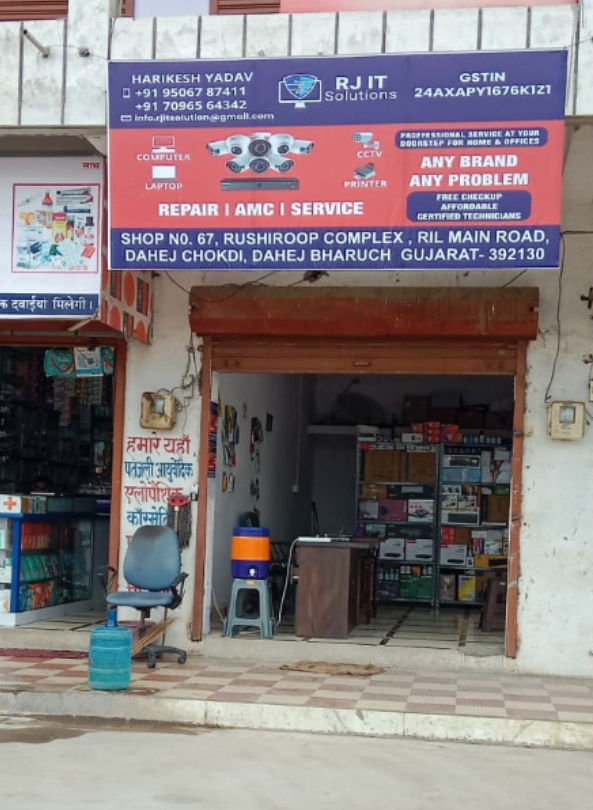 HARIKESH YADAV
+91 95067 87411
+91 70965 64342
info.rjitsolution@gmail.com
RJ IT
Solutions
GSTIN
24AXAPY1676K1Z1
COMPUTER
LAPTOP
CCTV
PRINTER
REPAIR | AMC | SERVICE
PROFFESSIONAL SERVICE AT YOUR
DOORSTEP FOR HOME & OFFICES
ANY BRAND
ANY PROBLEM
FREE CHECKUP
AFFORDABLE
CERTIFIED TECHNICIANS
SHOP NO. 67, RUSHIROOP COMPLEX , RIL MAIN ROAD,
DAHEJ CHOKDI, DAHEJ BHARUCH GUJARAT- 392130
लाभ
दवाईयां मिलेगी।
हमारे यहाँ
पतंजली आयुर्वेदिक
एलोपैथिक